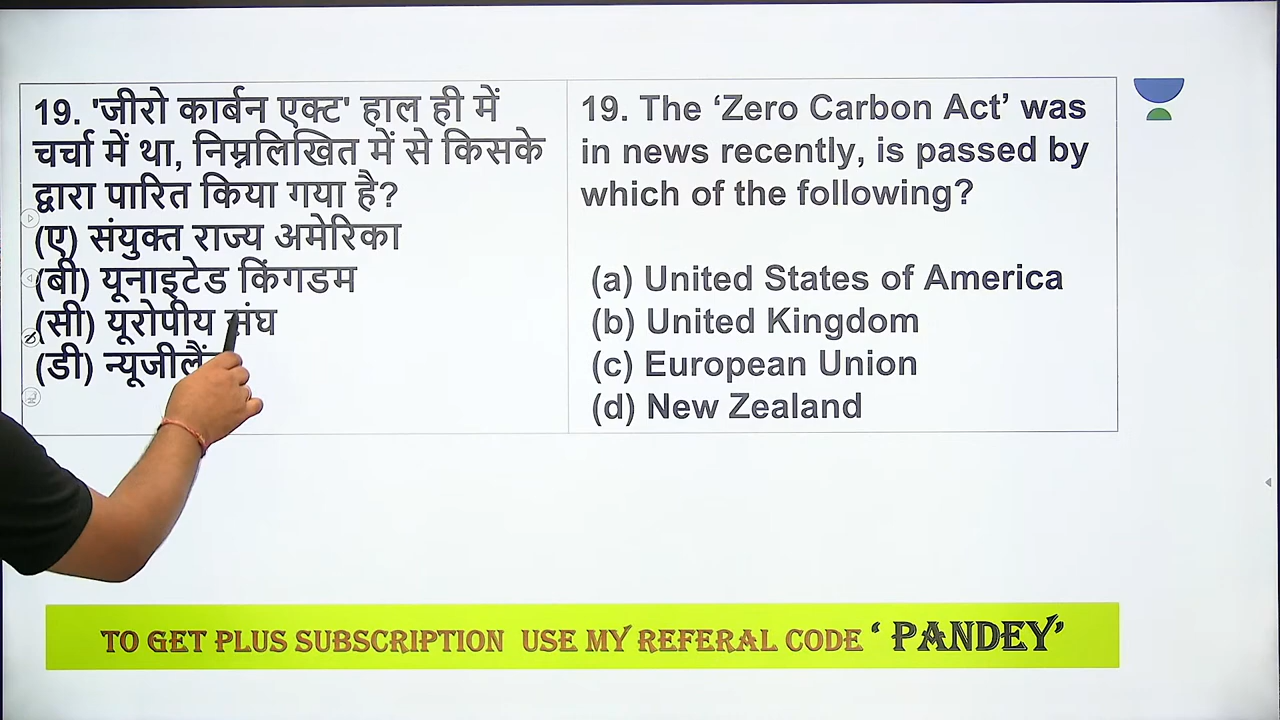 19. 'जीरो कार्बन एक्ट' हाल ही में
चर्चा में था, निम्नलिखित में से किसके
द्वारा पारित किया गया है?
(ए) संयुक्त राज्य अमेरिका
(बी) यूनाइटेड किंगडम
(सी) यूरोपीय संघ
(डी)
19. The ‘Zero Carbon Act’ was
in news recently, is passed by
which of the following?
(a) United States of America
(b) United Kingdom
(c) European Union
(d) New Zealand
TO GET PLUS SUBSCRIPTION USE MY REFERAL CODE ‘ PANDEY’